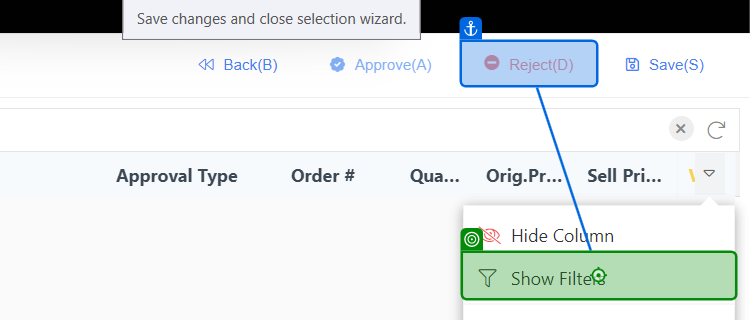 Save changes and close selection wizard.
Back(B) Approve(A) Reject(D) Save(S)
Approval Type Order # Qua... Orig.Pr... Sell Pri...
Hide Column
Show Filters